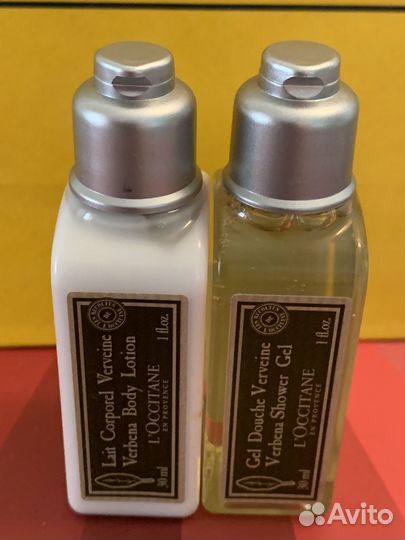 Lait Corporel Verveine
Verbena Body Lotion
L'OCCITANE
EN PROVENCE
30 ml
1 fl.oz.
Gel Douche Verveine
Verbena Shower Gel
L'OCCITANE
EN PROVENCE
30 ml
1 fl.oz.
Avito